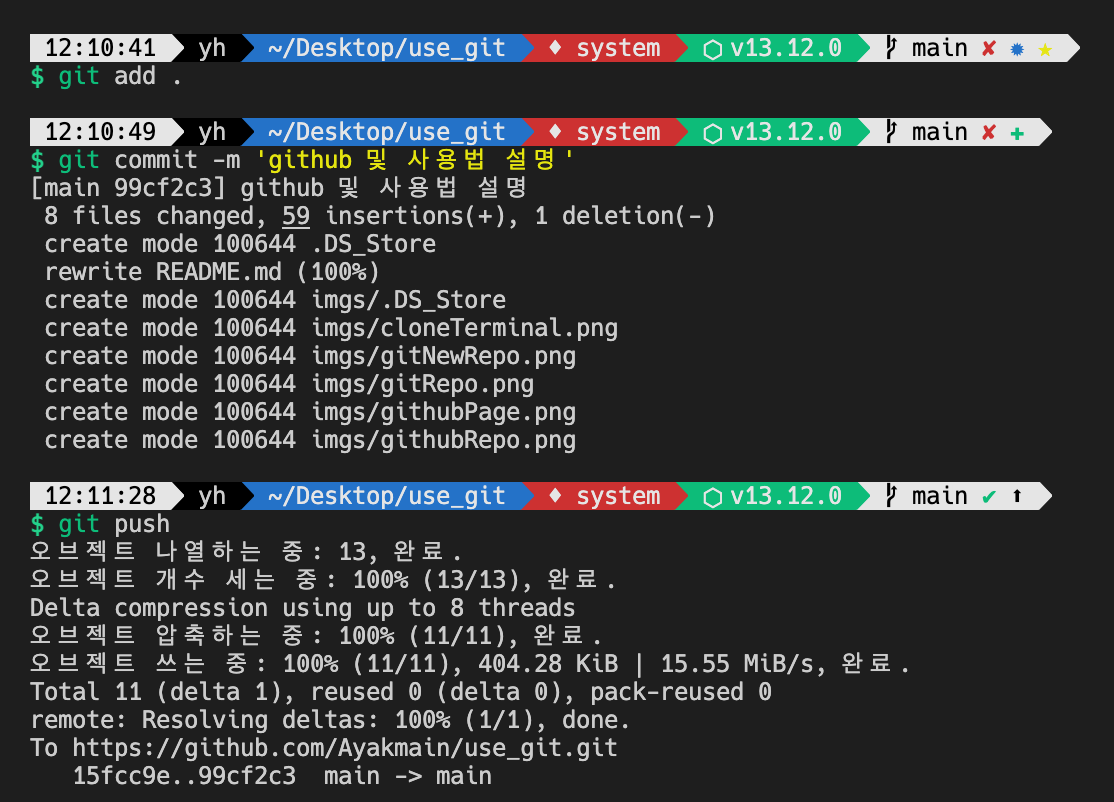 12:10:41 yh ~/Desktop/use_git ♦ system ⬡ v13.12.0 main ✘ ✹ ★
$ git add .
12:10:49 yh ~/Desktop/use_git ♦ system ⬡ v13.12.0 main ✘ ✚
$ git commit -m 'github 및 사용법 설명'
[main 99cf2c3] github 및 사용법 설명
8 files changed, 59 insertions(+), 1 deletion(-)
create mode 100644 .DS_Store
rewrite README.md (100%)
create mode 100644 imgs/.DS_Store
create mode 100644 imgs/cloneTerminal.png
create mode 100644 imgs/gitNewRepo.png
create mode 100644 imgs/gitRepo.png
create mode 100644 imgs/githubPage.png
create mode 100644 imgs/githubRepo.png
12:11:28 yh ~/Desktop/use_git ♦ system ⬡ v13.12.0 main ✔ ⬆
$ git push
오브젝트 나열하는 중: 13, 완료.
오브젝트 개수 세는 중: 100% (13/13), 완료.
Delta compression using up to 8 threads
오브젝트 압축하는 중: 100% (11/11), 완료.
오브젝트 쓰는 중: 100% (11/11), 404.28 KiB | 15.55 MiB/s, 완료.
Total 11 (delta 1), reused 0 (delta 0), pack-reused 0
remote: Resolving deltas: 100% (1/1), done.
To https://github.com/Ayakmain/use_git.git
15fcc9e..99cf2c3 main -> main